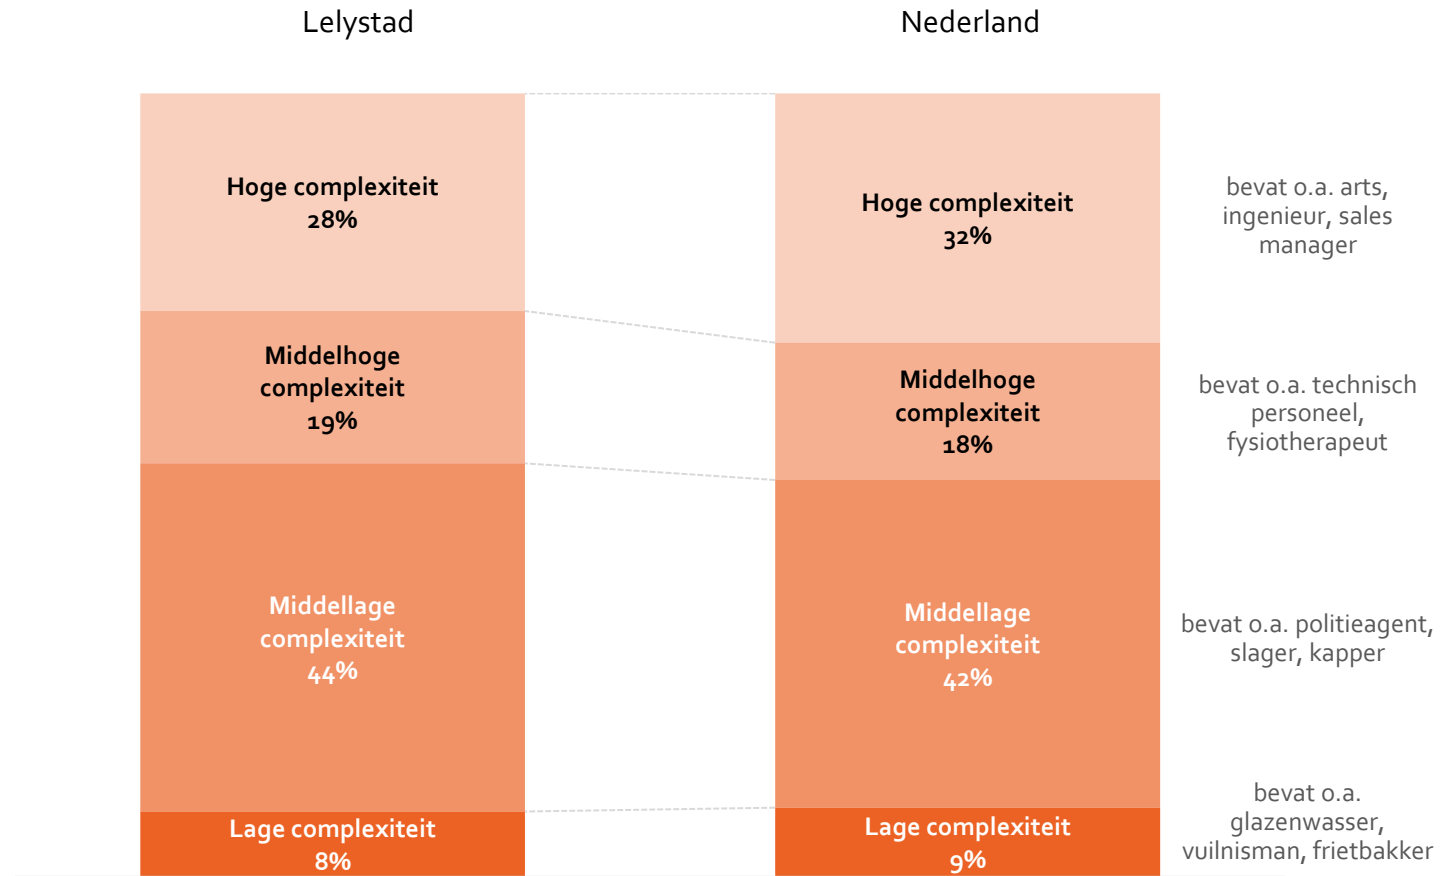 Lelystad
Nederland
Hoge complexiteit
28%
Hoge complexiteit
32%
bevat o.a. arts,
ingenieur, sales
manager
Middelhoge
complexiteit
19%
Middelhoge
complexiteit
18%
bevat o.a. technisch
personeel,
fysiotherapeut
Middellage
complexiteit
44%
Middellage
complexiteit
42%
bevat o.a. politieagent,
slager, kapper
Lage complexiteit
8%
Lage complexiteit
9%
bevat o.a.
glazenwasser,
vuilnisman, frietbakker